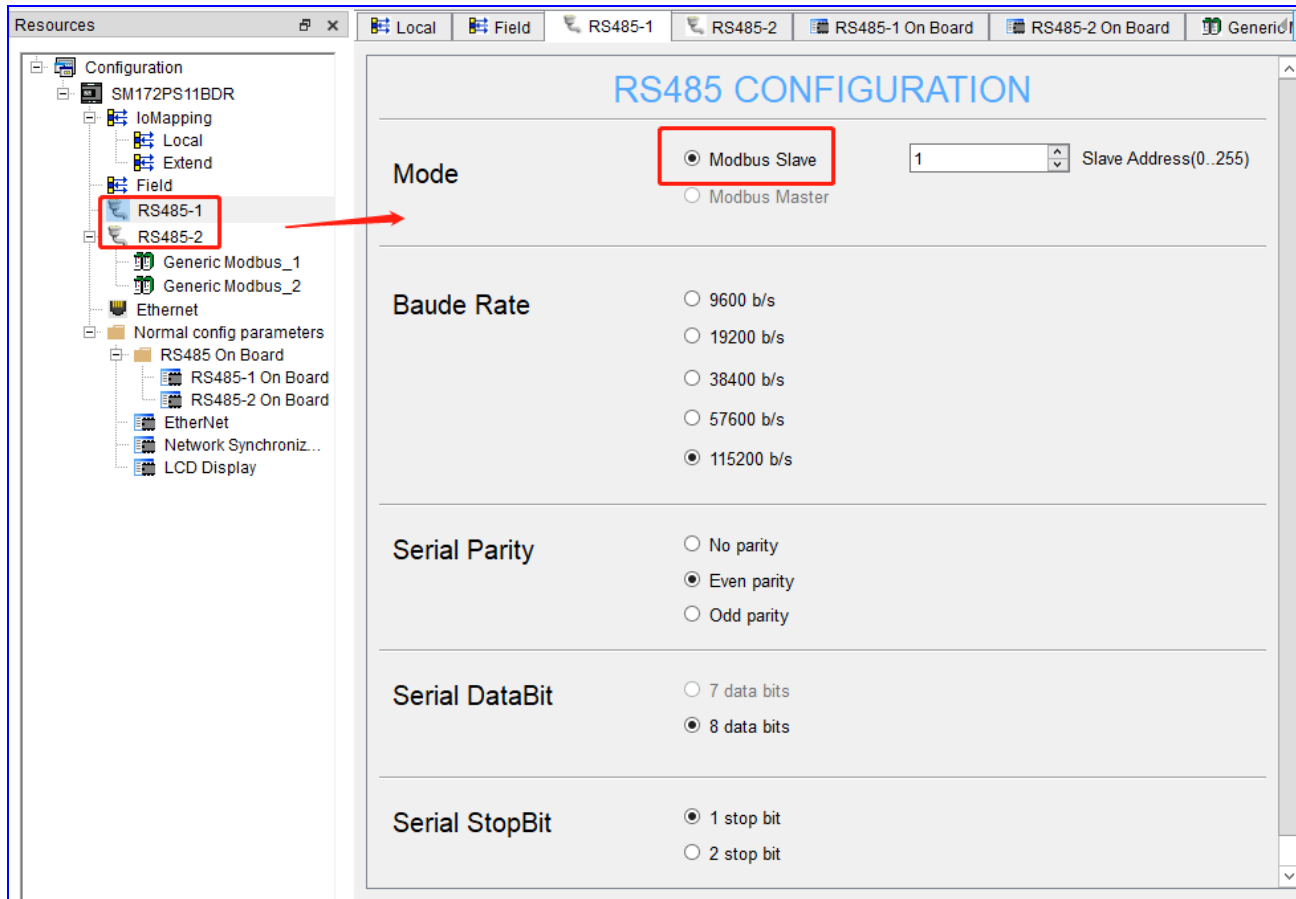 Resources
Configuration
SM172PS11BDR
IoMapping
Local
Extend
Field
RS485-1
RS485-2
Generic Modbus_1
Generic Modbus_2
Ethernet
Normal config parameters
RS485 On Board
RS485-1 On Board
RS485-2 On Board
EtherNet
Network Synchroniz...
LCD Display
Local Field RS485-1 RS485-2 RS485-1 On Board RS485-2 On Board Generic
RS485 CONFIGURATION
Mode
Modbus Slave 1 Slave Address(0..255)
Modbus Master
Baude Rate
9600 b/s
19200 b/s
38400 b/s
57600 b/s
115200 b/s
Serial Parity
No parity
Even parity
Odd parity
Serial DataBit
7 data bits
8 data bits
Serial StopBit
1 stop bit
2 stop bit